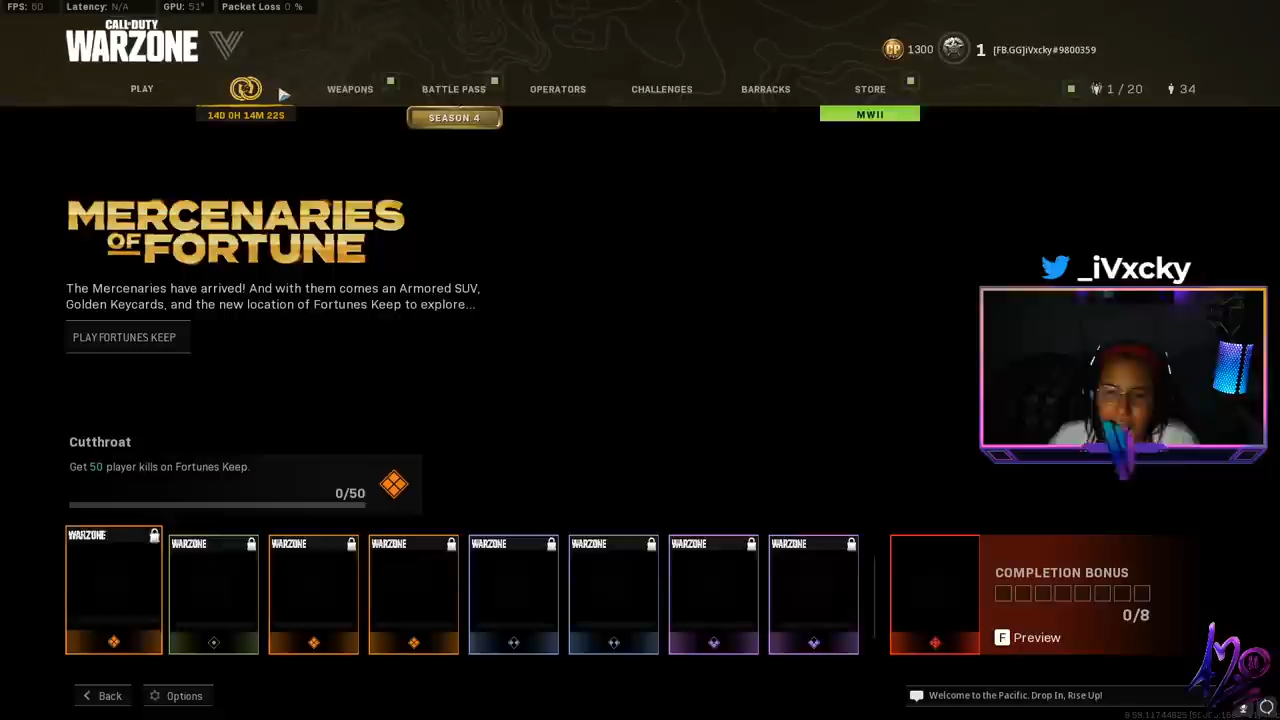 FPS: 60 Latency: N/A GPU: 51° Packet Loss 0 %
CALL OF DUTY
WARZONE
CP 1300 1 [FB.GG]iVxcky#9800359
PLAY WEAPONS BATTLE PASS OPERATORS CHALLENGES BARRACKS STORE 1 / 20 34
14D 0H 14M 22S SEASON 4 MWII
MERCENARIES
OF FORTUNE
The Mercenaries have arrived! And with them comes an Armored SUV,
Golden Keycards, and the new location of Fortunes Keep to explore...
PLAY FORTUNES KEEP
_iVxcky
Cutthroat
Get 50 player kills on Fortunes Keep.
0/50
WARZONE WARZONE WARZONE WARZONE WARZONE WARZONE WARZONE WARZONE
COMPLETION BONUS
0/8
F Preview
Back Options Welcome to the Pacific. Drop In, Rise Up!